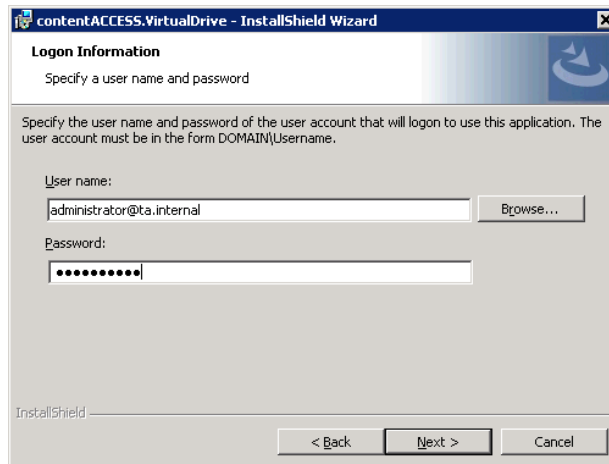 contentACCESS.VirtualDrive - InstallShield Wizard
Logon Information
Specify a user name and password
Specify the user name and password of the user account that will logon to use this application. The
user account must be in the form DOMAIN\Username.
User name:
administrator@ta.internal
Browse...
Password:
●●●●●●●●●●
InstallShield
< Back
Next >
Cancel